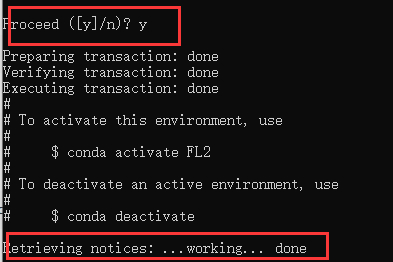 Proceed ([y]/n)? y
Preparing transaction: done
Verifying transaction: done
Executing transaction: done
#
# To activate this environment, use
#
#     $ conda activate FL2
#
# To deactivate an active environment, use
#
#     $ conda deactivate
Retrieving notices: ...working... done